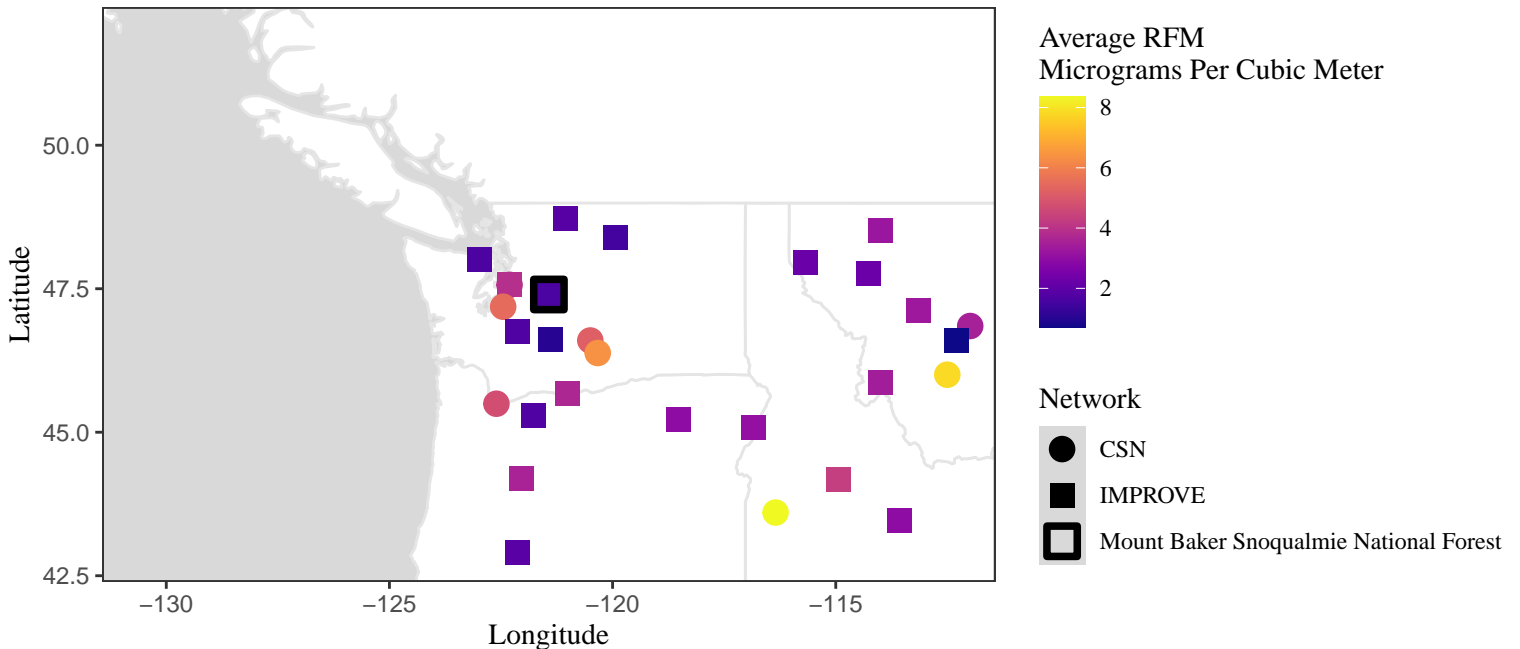 Average RFM
Micrograms Per Cubic Meter
8
6
4
2
Network
CSN
IMPROVE
Mount Baker Snoqualmie National Forest
Latitude
50.0
47.5
45.0
42.5
−130
−125
−120
−115
Longitude